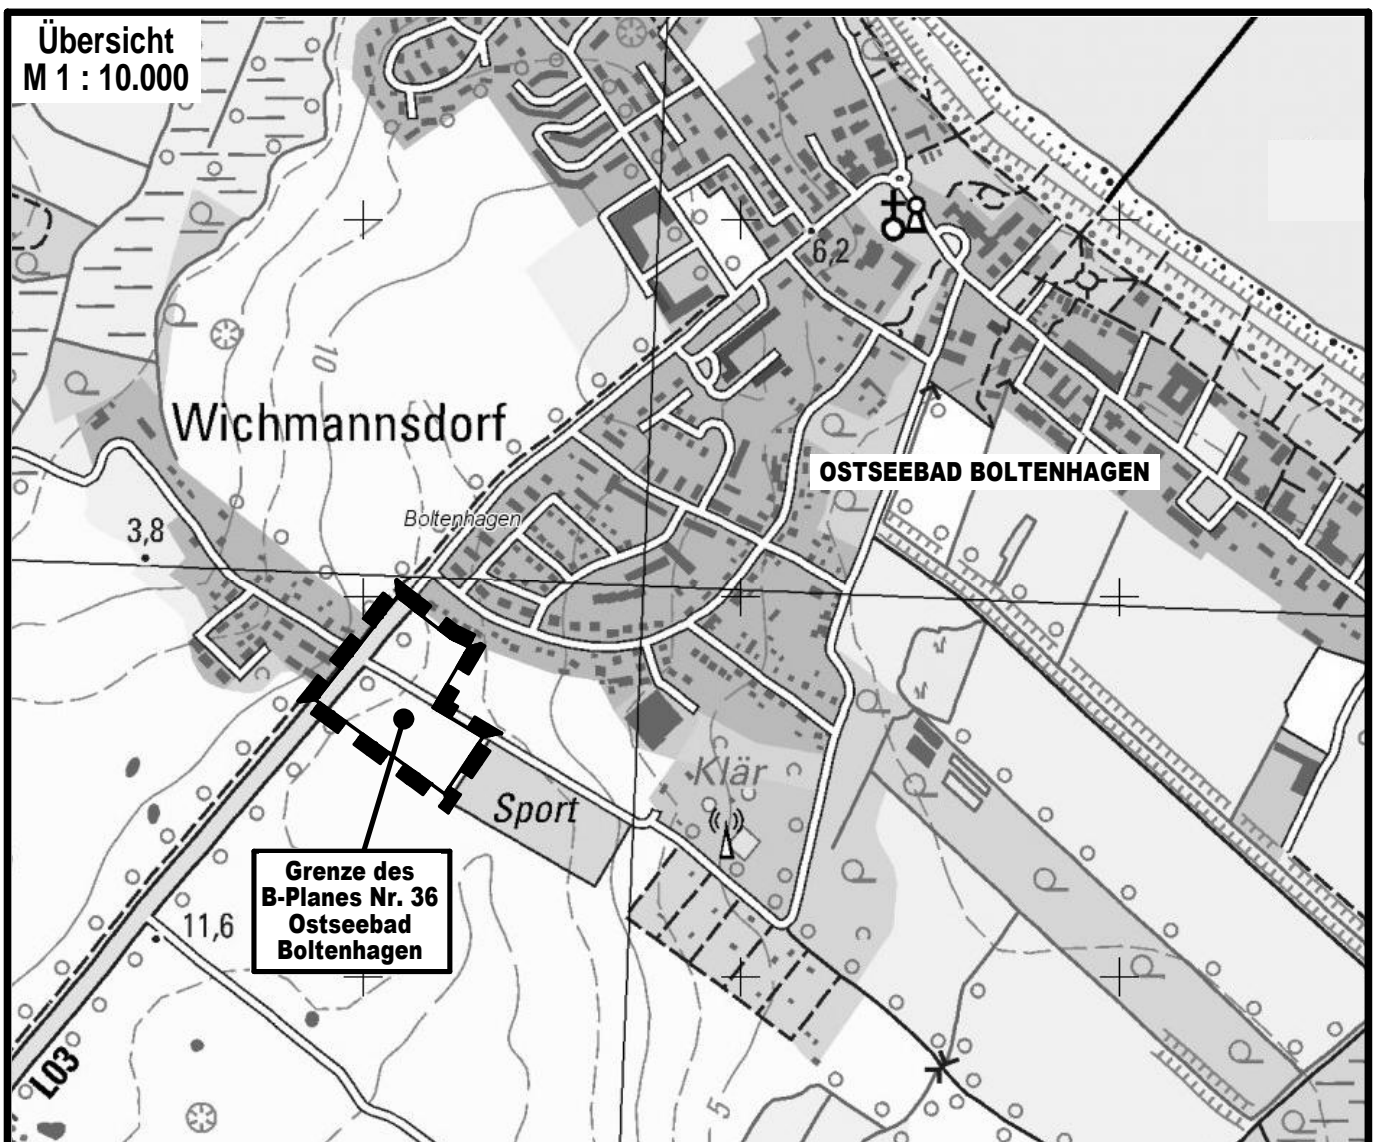 Übersicht
M 1 : 10.000
6,2
10
Wichmannsdorf
OSTSEEBAD BOLTENHAGEN
Boltenhagen
3,8
Klär
Sport
Grenze des
B-Planes Nr. 36
Ostseebad
Boltenhagen
11,6
L03
5